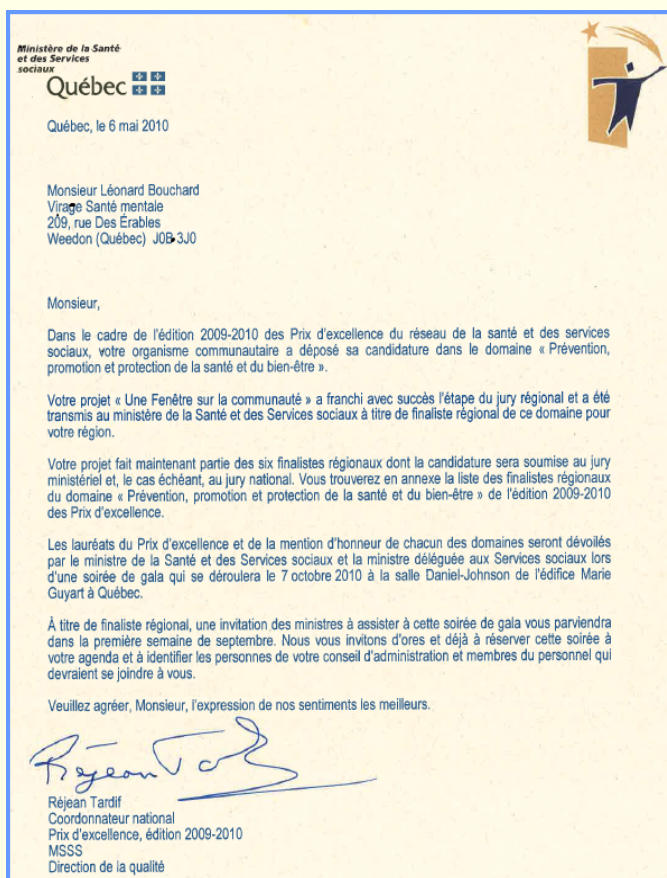 Ministère de la Santé
et des Services
sociaux
Québec
Québec, le 6 mai 2010
Monsieur Léonard Bouchard
Virage Santé mentale
209, rue Des Érables
Weedon (Québec) J0B 3J0
Monsieur,
Dans le cadre de l'édition 2009-2010 des Prix d'excellence du réseau de la santé et des services
sociaux, votre organisme communautaire a déposé sa candidature dans le domaine « Prévention,
promotion et protection de la santé et du bien-être ».
Votre projet « Une Fenêtre sur la communauté » a franchi avec succès l'étape du jury régional et a été
transmis au ministère de la Santé et des Services sociaux à titre de finaliste régional de ce domaine pour
votre région.
Votre projet fait maintenant partie des six finalistes régionaux dont la candidature sera soumise au jury
ministériel et, le cas échéant, au jury national. Vous trouverez en annexe la liste des finalistes régionaux
du domaine « Prévention, promotion et protection de la santé et du bien-être » de l'édition 2009-2010
des Prix d'excellence.
Les lauréats du Prix d'excellence et de la mention d'honneur de chacun des domaines seront dévoilés
par le ministre de la Santé et des Services sociaux et la ministre déléguée aux Services sociaux lors
d'une soirée de gala qui se déroulera le 7 octobre 2010 à la salle Daniel-Johnson de l'édifice Marie
Guyart à Québec.
À titre de finaliste régional, une invitation des ministres à assister à cette soirée de gala vous parviendra
dans la première semaine de septembre. Nous vous invitons d'ores et déjà à réserver cette soirée à
votre agenda et à identifier les personnes de votre conseil d'administration et membres du personnel qui
devraient se joindre à vous.
Veuillez agréer, Monsieur, l'expression de nos sentiments les meilleurs.
Réjean Tardif
Réjean Tardif
Coordonnateur national
Prix d'excellence, édition 2009-2010
MSSS
Direction de la qualité